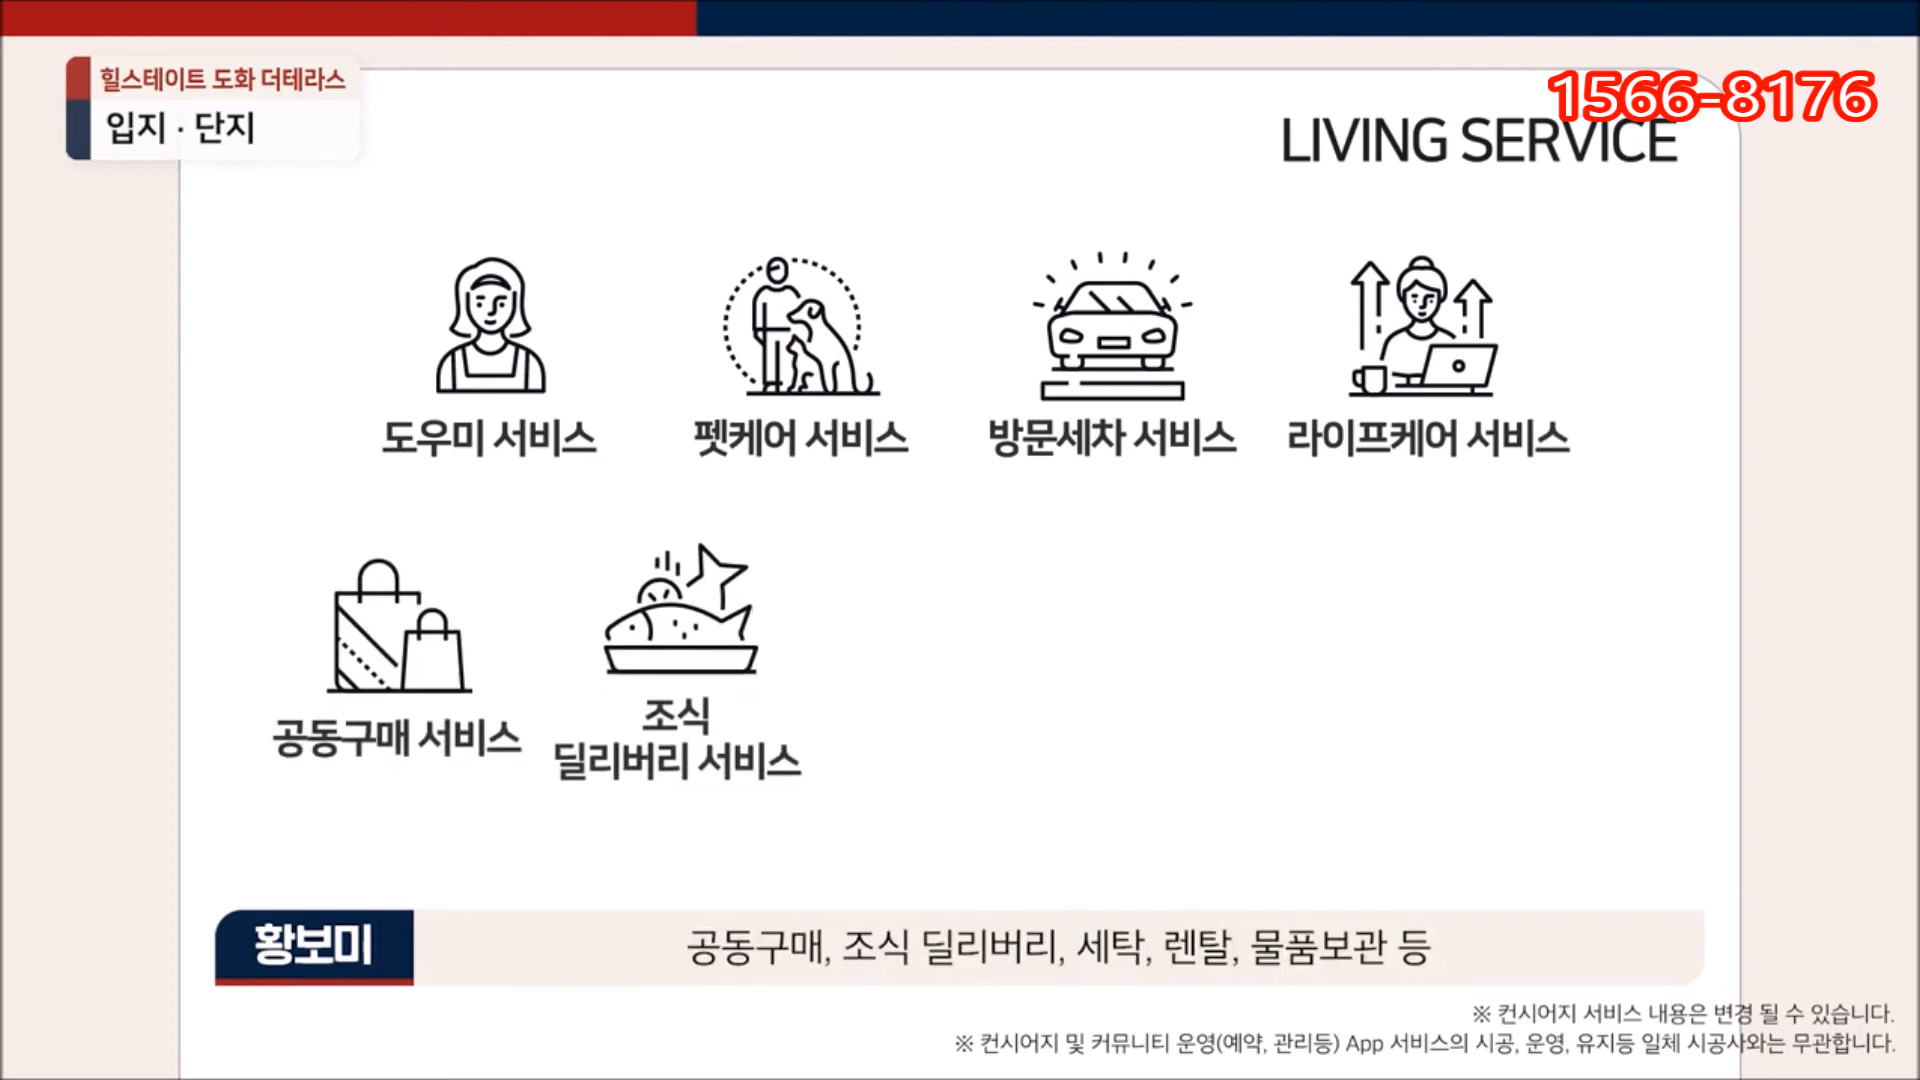 힐스테이트 도화 더테라스
입지 · 단지
1566-8176
LIVING SERVICE
도우미 서비스
펫케어 서비스
방문세차 서비스
라이프케어 서비스
공동구매 서비스
조식
딜리버리 서비스
황보미
공동구매, 조식 딜리버리, 세탁, 렌탈, 물품보관 등
※ 컨시어지 서비스 내용은 변경 될 수 있습니다.
※ 컨시어지 및 커뮤니티 운영(예약, 관리등) App 서비스의 시공, 운영, 유지등 일체 시공사와는 무관합니다.